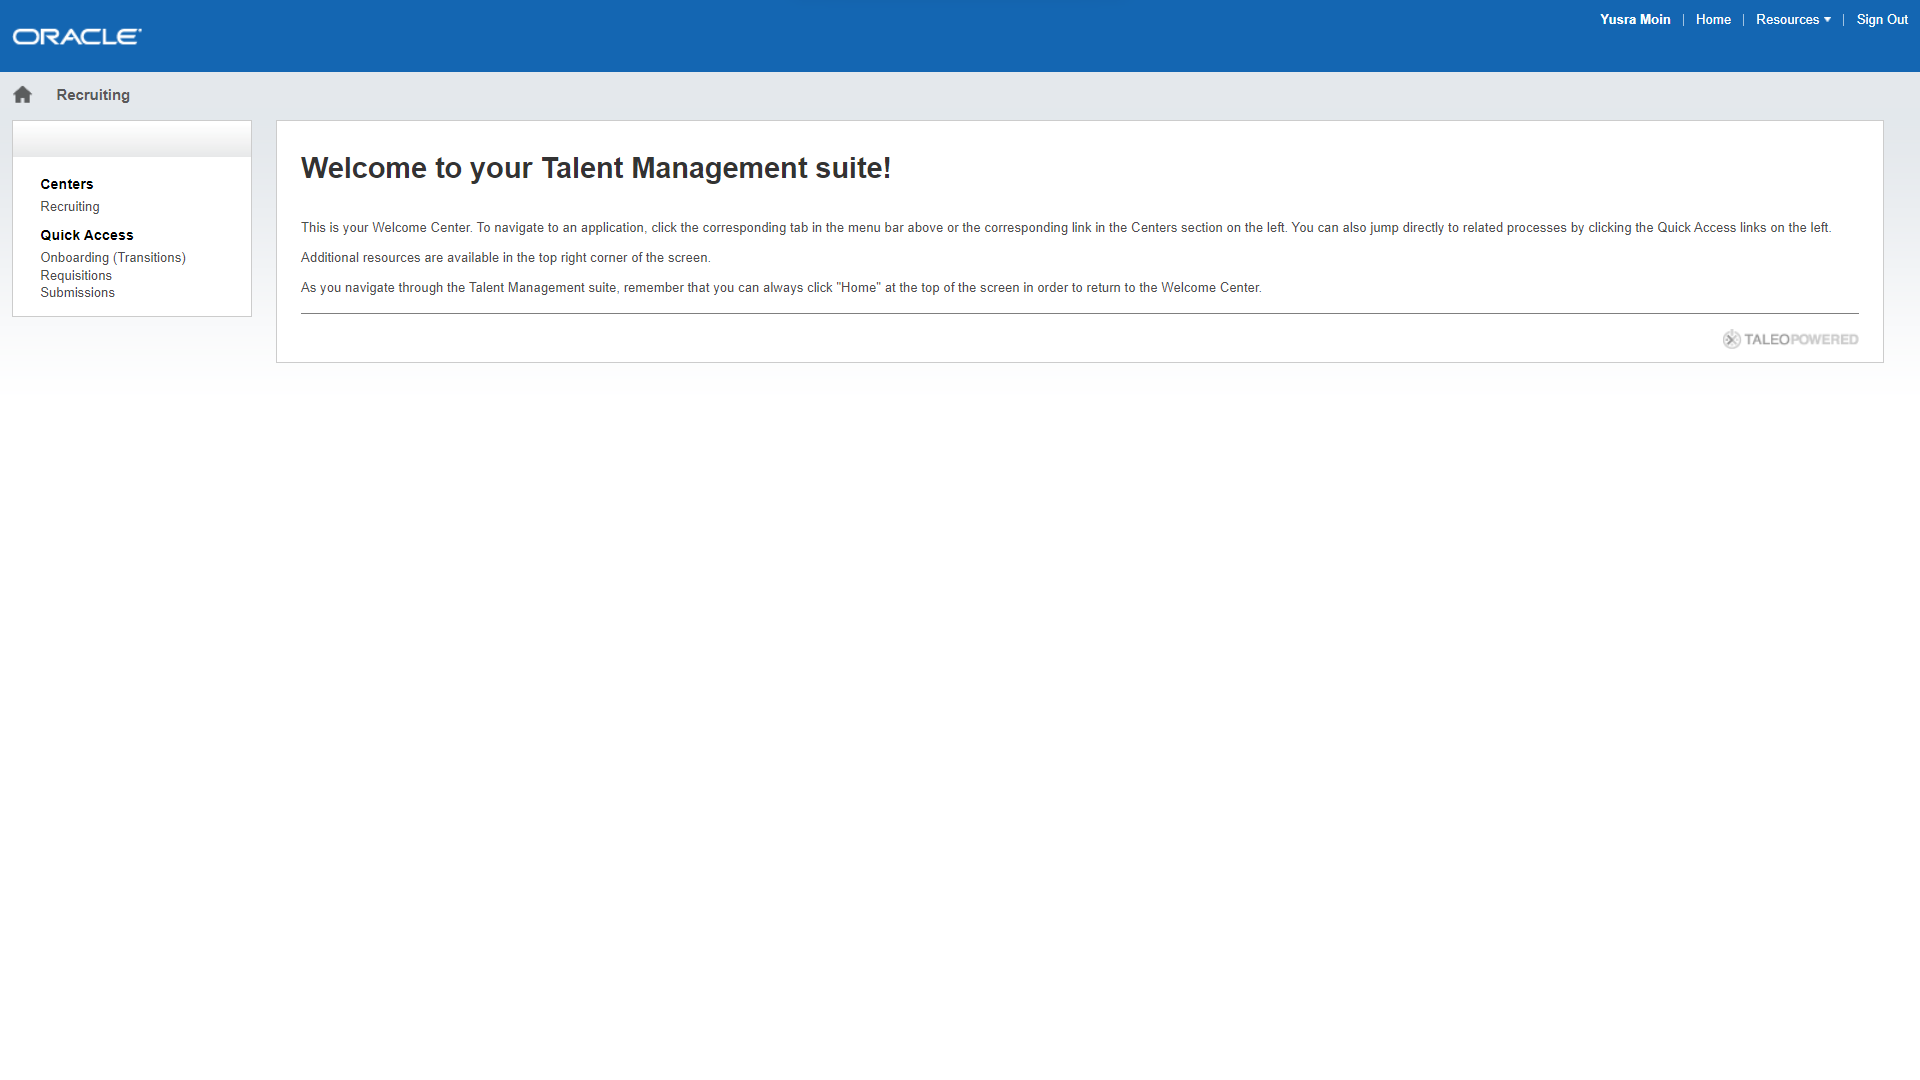 ORACLE
Yusra Moin
Home
Resources
Sign Out
Recruiting
Centers
Recruiting
Quick Access
Onboarding (Transitions)
Requisitions
Submissions
Welcome to your Talent Management suite!
This is your Welcome Center. To navigate to an application, click the corresponding tab in the menu bar above or the corresponding link in the Centers section on the left. You can also jump directly to related processes by clicking the Quick Access links on the left.
Additional resources are available in the top right corner of the screen.
As you navigate through the Talent Management suite, remember that you can always click "Home" at the top of the screen in order to return to the Welcome Center.
TALEOPOWERED